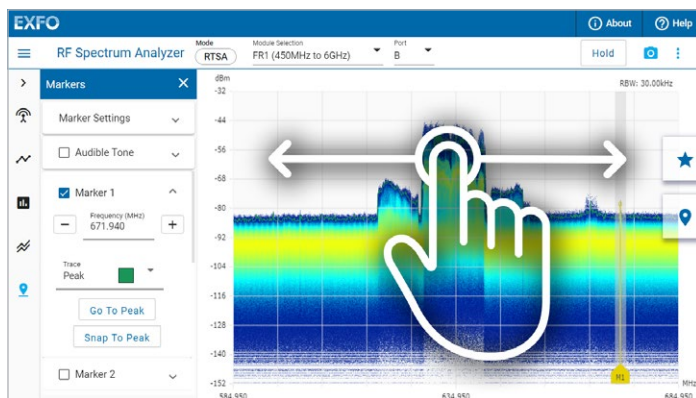 EXFO
About
Help
RF Spectrum Analyzer
Mode
RTSA
Module Selection
FR1 (450MHz to 6GHz)
Port
B
Hold
Markers
Marker Settings
Audible Tone
Marker 1
Frequency (MHz)
671.940
Trace
Peak
Go To Peak
Snap To Peak
Marker 2
dBm
RBW: 30.00kHz
-32
-44
-56
-68
-80
-92
-104
-116
-128
-140
-152
M1
MHz
584.950
634.950
684.950